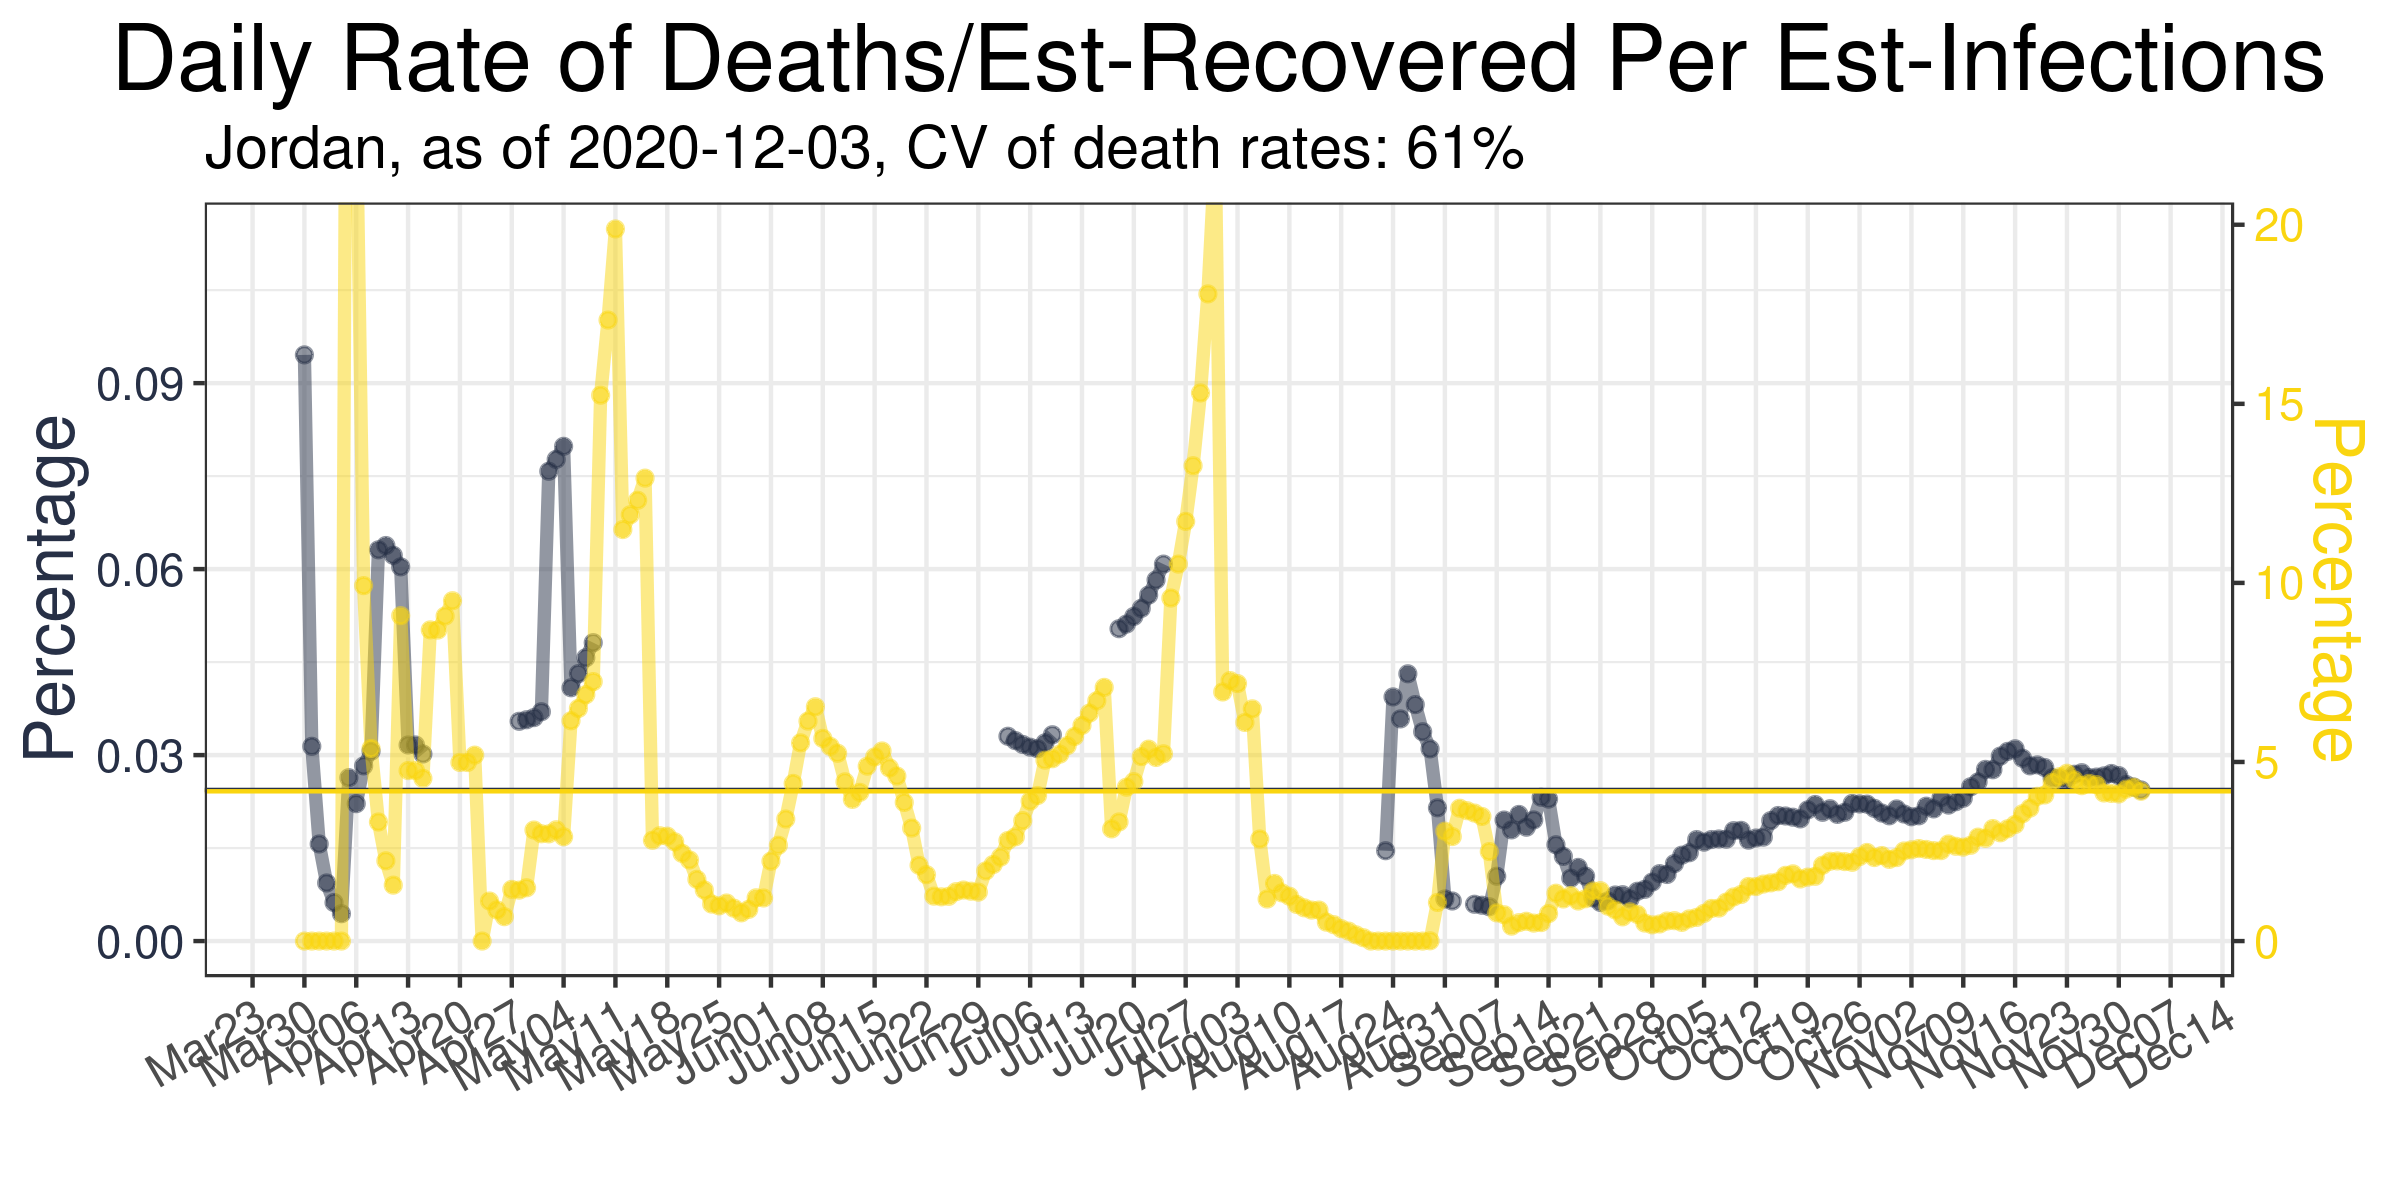 Daily Rate of Deaths/Est-Recovered Per Est-Infections
Jordan, as of 2020-12-03, CV of death rates: 61%
Percentage
0.09
0.06
0.03
0.00
20
15
10
5
0
Percentage
Mar23
Mar30
Apr06
Apr13
Apr20
Apr27
May04
May11
May18
May25
Jun01
Jun08
Jun15
Jun22
Jun29
Jul06
Jul13
Jul20
Jul27
Aug03
Aug10
Aug17
Aug24
Aug31
Sep07
Sep14
Sep21
Sep28
Oct05
Oct12
Oct19
Oct26
Nov02
Nov09
Nov16
Nov23
Nov30
Dec07
Dec14